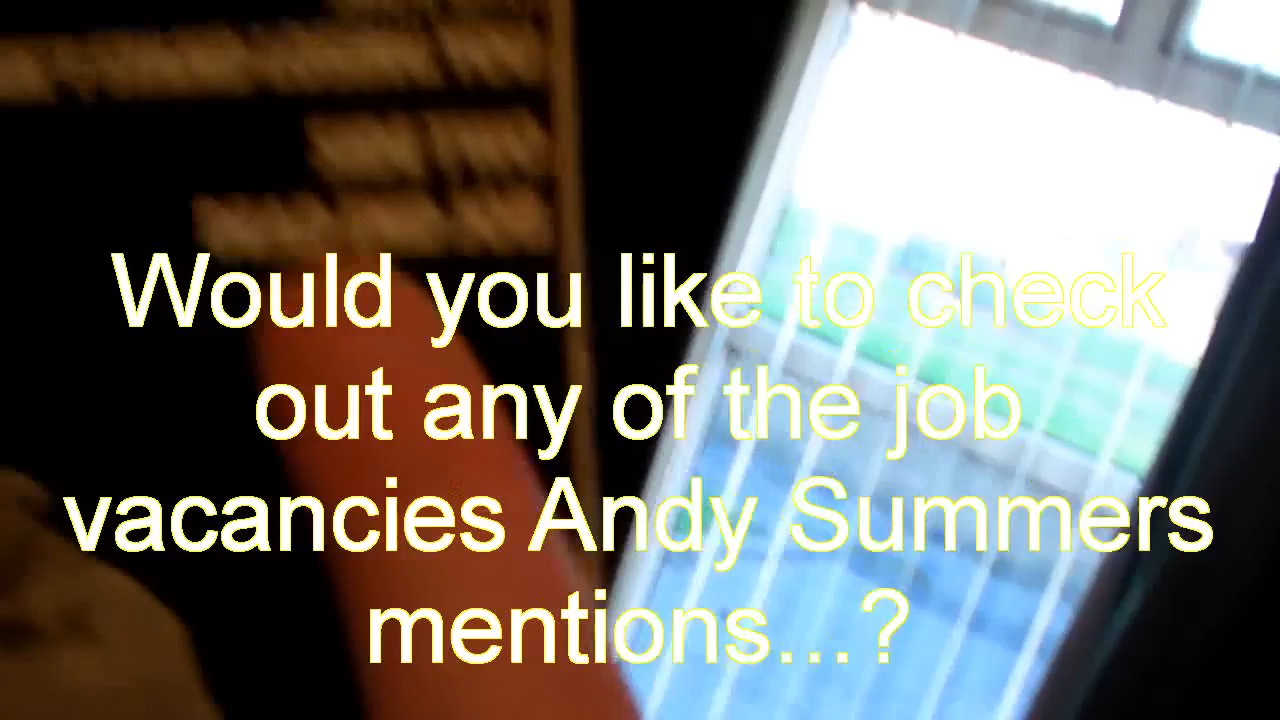 Would you like to check
out any of the job
vacancies Andy Summers
mentions...?